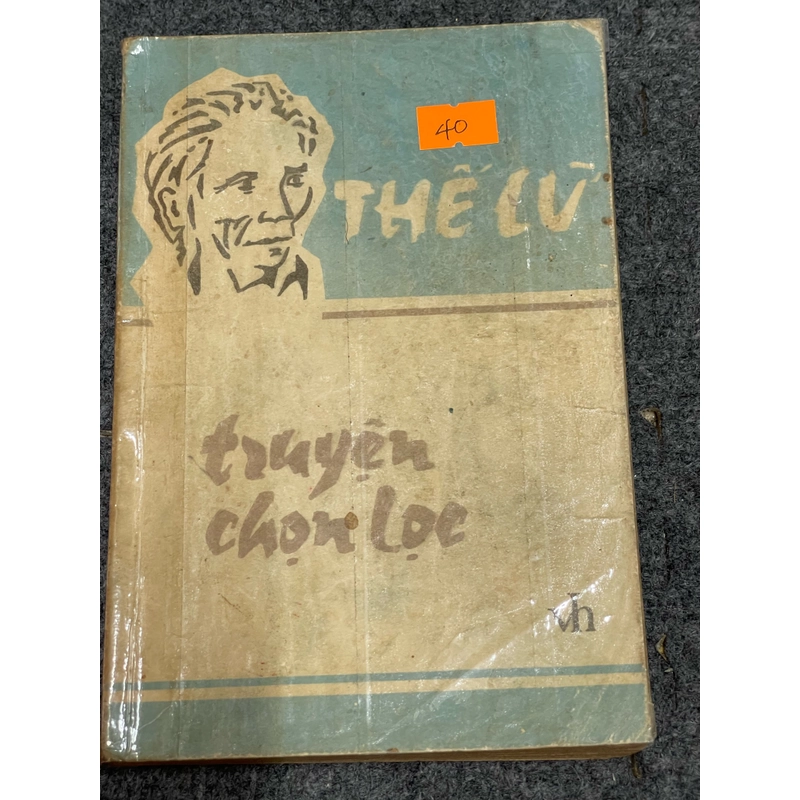 40
THẾ LỮ
truyện
chọn lọc
vh